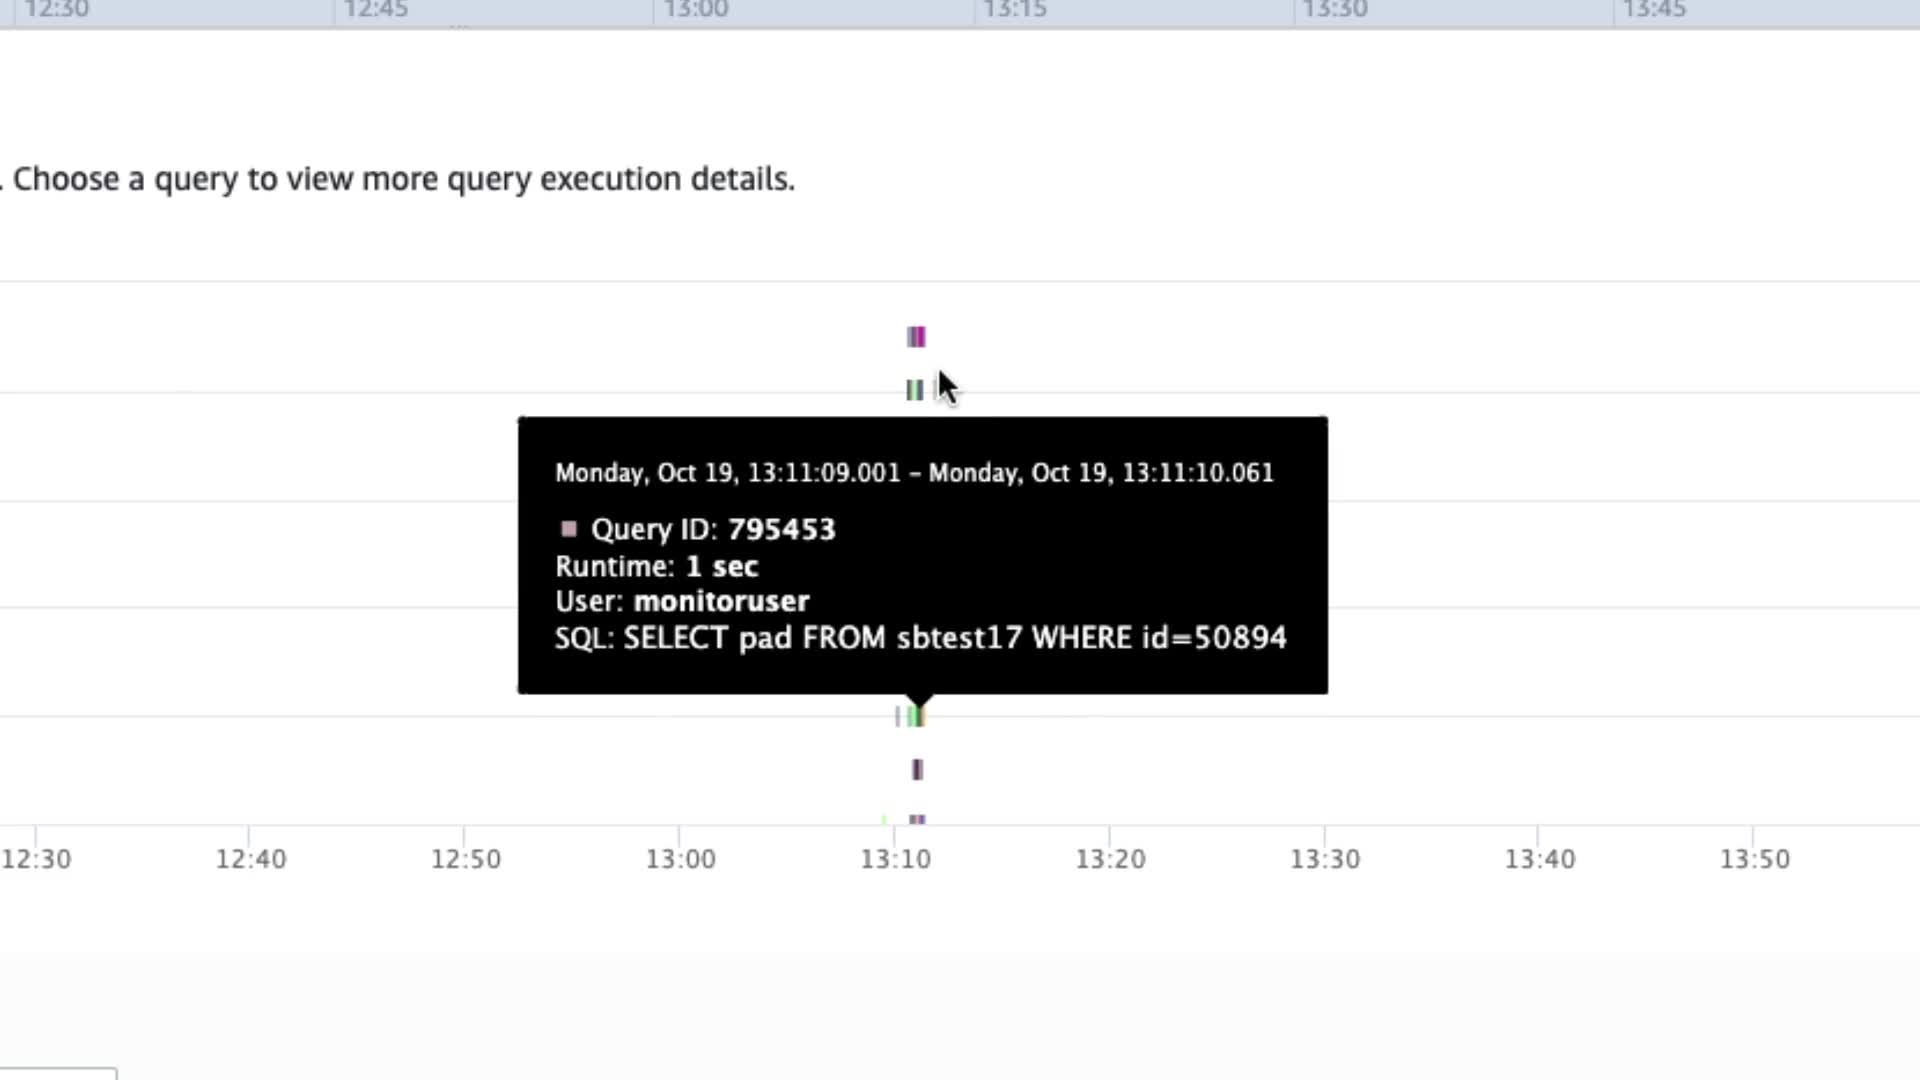 12:30 12:45 13:00 13:15 13:30 13:45
. Choose a query to view more query execution details.
Monday, Oct 19, 13:11:09.001 – Monday, Oct 19, 13:11:10.061
Query ID: 795453
Runtime: 1 sec
User: monitoruser
SQL: SELECT pad FROM sbtest17 WHERE id=50894
12:30 12:40 12:50 13:00 13:10 13:20 13:30 13:40 13:50